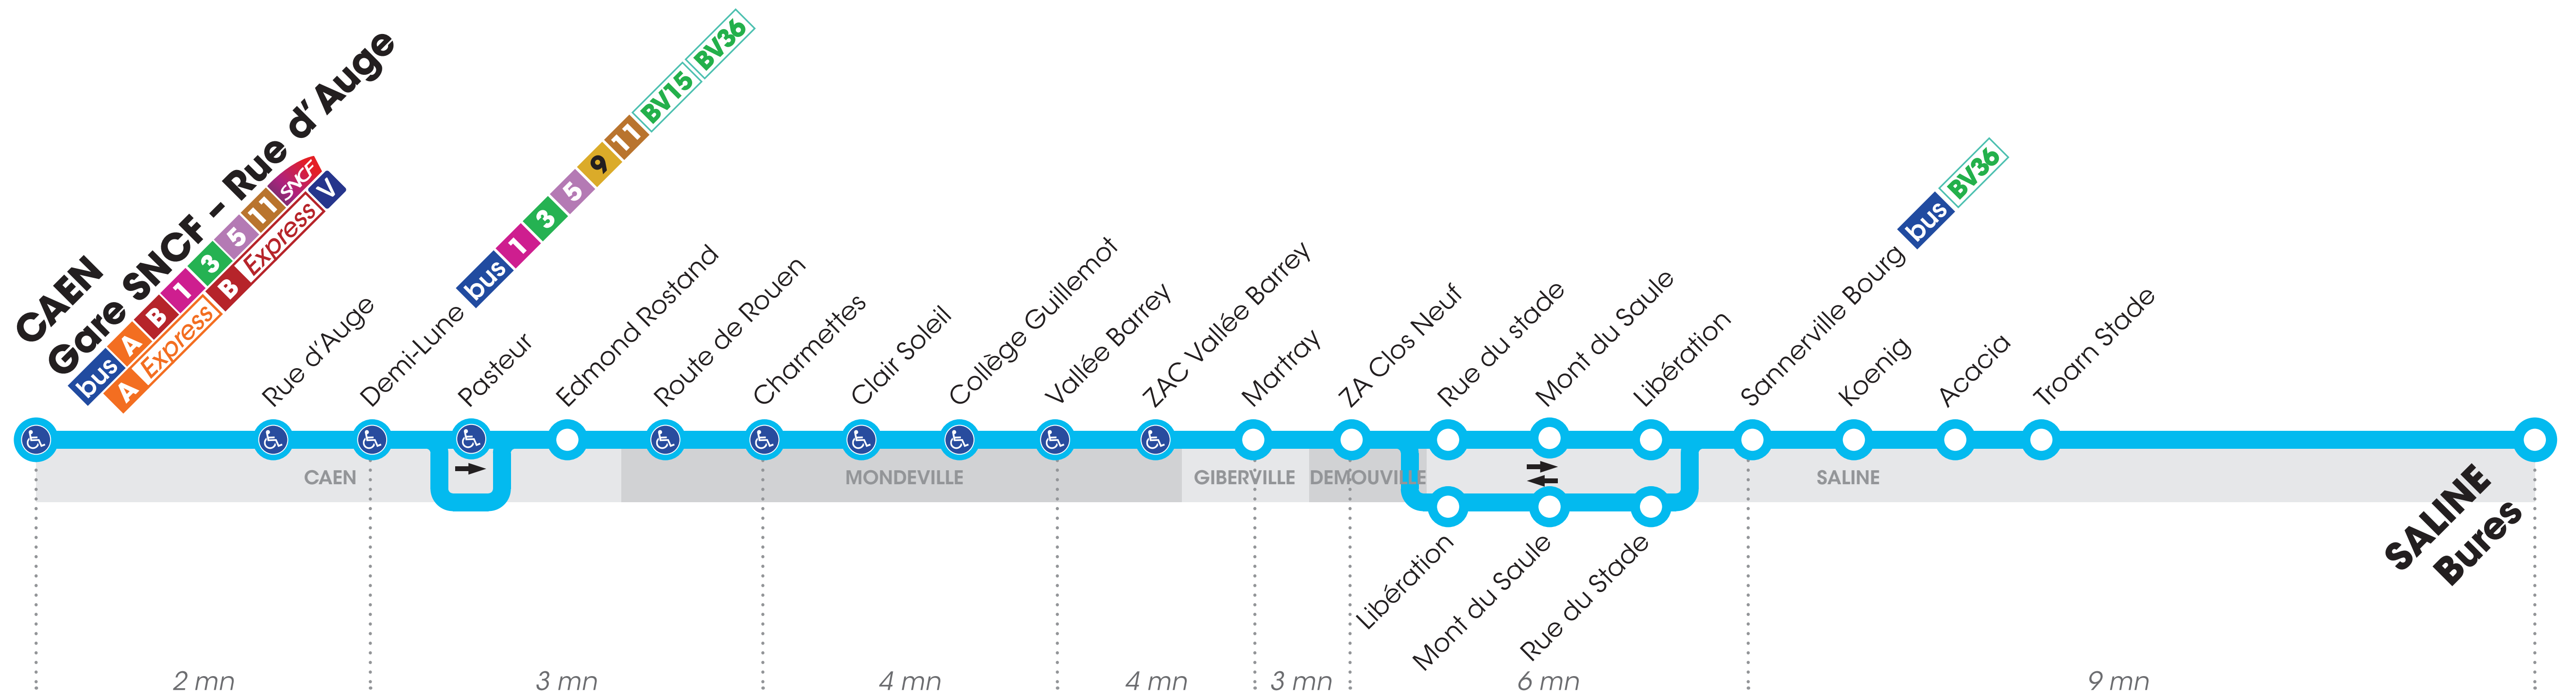 CAEN
Gare SNCF - Rue d'Auge
bus A B 1 3 5 11 SNCF
A Express B Express V
Rue d'Auge
Demi-Lune bus 1 3 5 9 11 BV15 BV36
Pasteur
Edmond Rostand
Route de Rouen
Charmettes
Clair Soleil
Collège Guillemot
Vallée Barrey
ZAC Vallée Barrey
Martray
ZA Clos Neuf
Rue du stade
Mont du Saule
Libération
Sannerville Bourg bus BV36
Koenig
Acacia
Troarn Stade
CAEN
MONDEVILLE
GIBERVILLE
DEMOUVILLE
SALINE
SALINE
Bures
Libération
Mont du Saule
Rue du Stade
2 mn
3 mn
4 mn
4 mn
3 mn
6 mn
9 mn